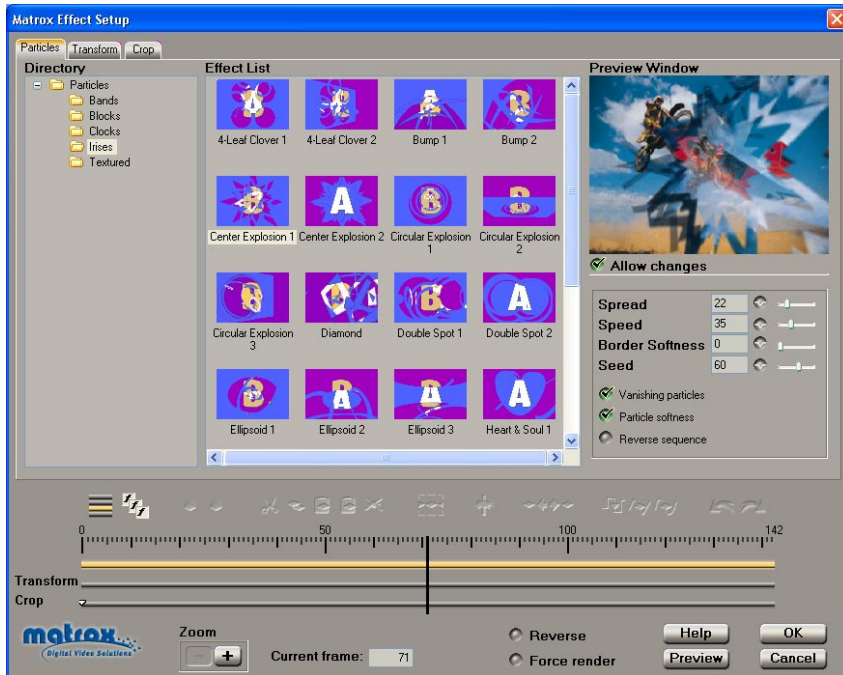 Matrox Effect Setup
Particles Transform Crop
Directory
Particles
Bands
Blocks
Clocks
Irises
Textured
Effect List
4-Leaf Clover 1 4-Leaf Clover 2 Bump 1 Bump 2
Center Explosion 1 Center Explosion 2 Circular Explosion 1 Circular Explosion 2
Circular Explosion 3 Diamond Double Spot 1 Double Spot 2
Ellipsoid 1 Ellipsoid 2 Ellipsoid 3 Heart & Soul 1
Preview Window
Allow changes
Spread 22
Speed 35
Border Softness 0
Seed 60
Vanishing particles
Particle softness
Reverse sequence
0 50 100 142
Transform
Crop
matrox
Digital Video Solutions
Zoom
Current frame: 71
Reverse
Force render
Help OK
Preview Cancel